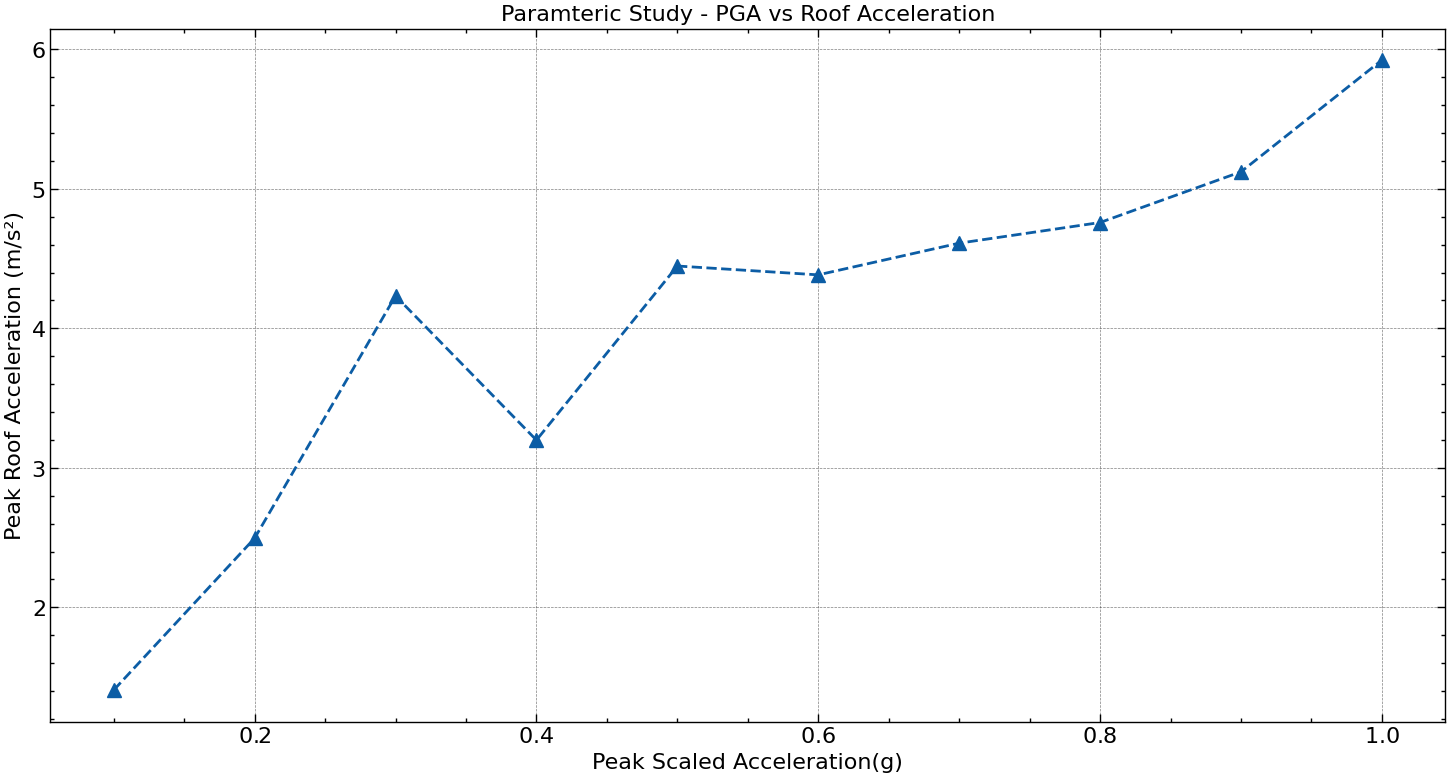 Paramteric Study - PGA vs Roof Acceleration
6
5
4
3
2
Peak Roof Acceleration (m/s²)
0.2 0.4 0.6 0.8 1.0
Peak Scaled Acceleration(g)